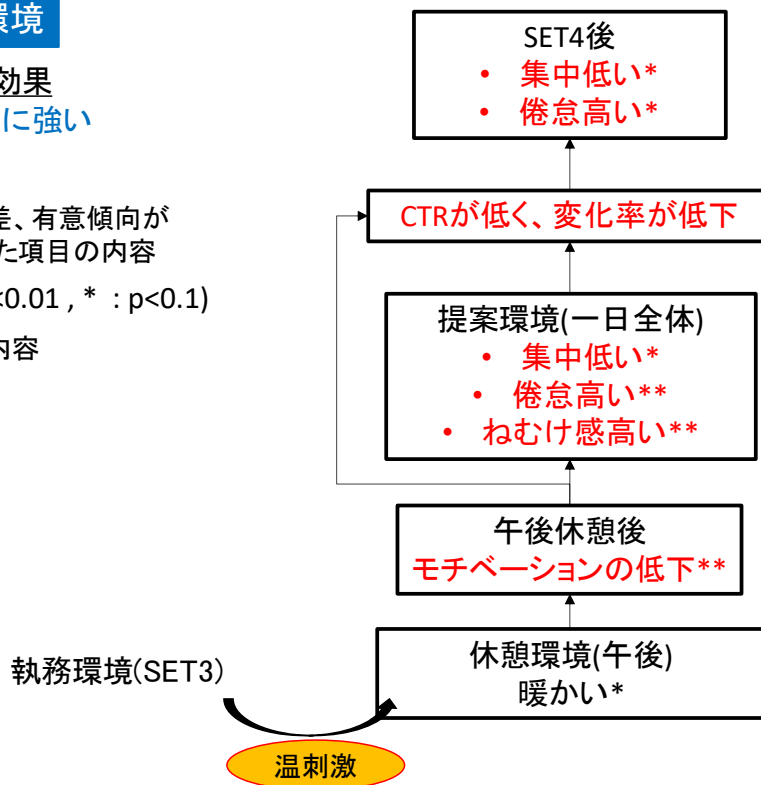 環境
効果
に強い
差、有意傾向が
た項目の内容
<0.01 , * : p<0.1)
内容
SET4後
• 集中低い*
• 倦怠高い*
CTRが低く、変化率が低下
提案環境(一日全体)
• 集中低い*
• 倦怠高い**
• ねむけ感高い**
午後休憩後
モチベーションの低下**
休憩環境(午後)
暖かい*
執務環境(SET3)
温刺激